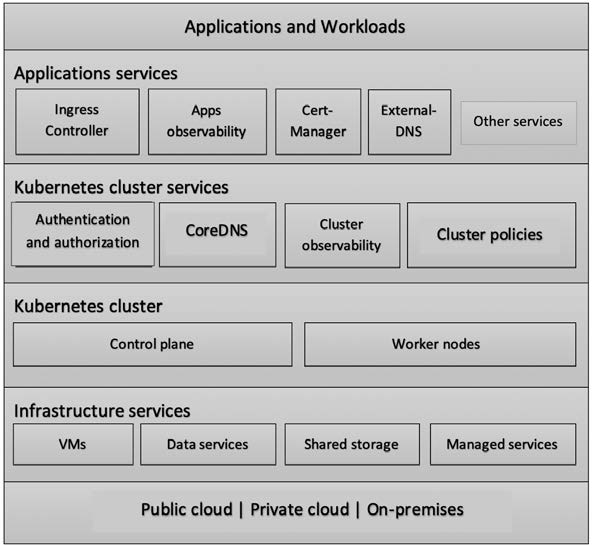 Applications and Workloads
Applications services
Ingress
Controller
Apps
observability
Cert-
Manager
External-
DNS
Other services
Kubernetes cluster services
Authentication
and authorization
CoreDNS
Cluster
observability
Cluster policies
Kubernetes cluster
Control plane
Worker nodes
Infrastructure services
VMs
Data services
Shared storage
Managed services
Public cloud | Private cloud | On-premises